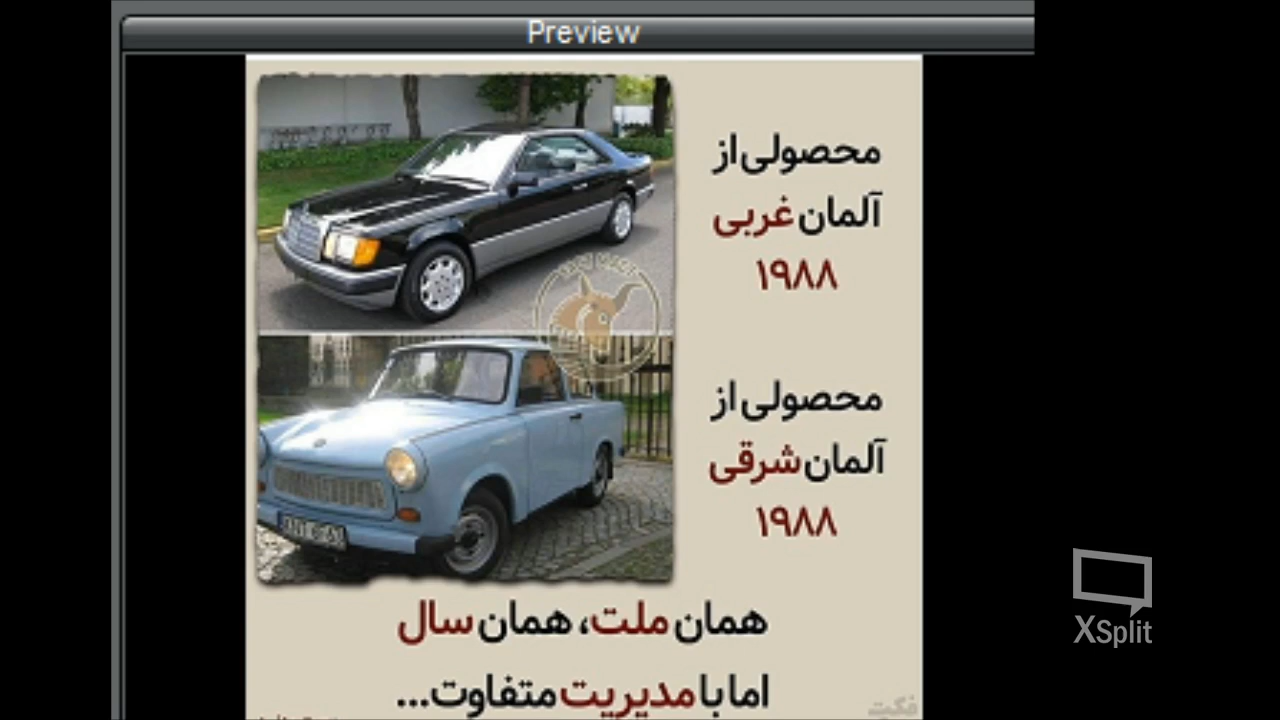 Preview
محصولی از
آلمان غربی
۱۹۸۸
محصولی از
آلمان شرقی
۱۹۸۸
همان ملت، همان سال
اما با مدیریت متفاوت...
فکت
XSplit